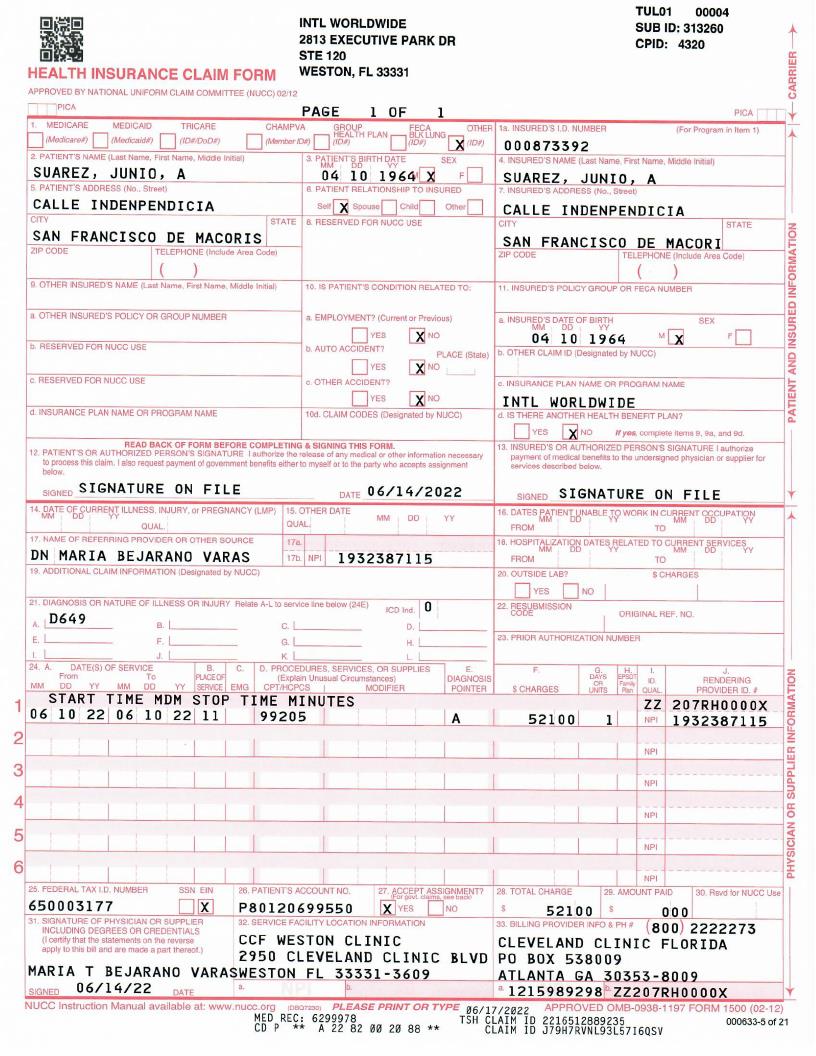 INTL WORLDWIDE
2813 EXECUTIVE PARK DR
STE 120
WESTON, FL 33331
TUL01 00004
SUB ID: 313260
CPID: 4320
HEALTH INSURANCE CLAIM FORM
APPROVED BY NATIONAL UNIFORM CLAIM COMMITTEE (NUCC) 02/12
CARRIER
PICA PAGE 1 OF 1 PICA
1. MEDICARE MEDICAID TRICARE CHAMPVA GROUP HEALTH PLAN FECA BLK LUNG OTHER
(Medicare#) (Medicaid#) (ID#/DoD#) (Member ID#) (ID#) (ID#) X (ID#)
1a. INSURED'S I.D. NUMBER (For Program in Item 1)
000873392
2. PATIENT'S NAME (Last Name, First Name, Middle Initial)
SUAREZ, JUNIO, A
3. PATIENT'S BIRTH DATE SEX
MM DD YY
04 10 1964 M X F
4. INSURED'S NAME (Last Name, First Name, Middle Initial)
SUAREZ, JUNIO, A
5. PATIENT'S ADDRESS (No., Street)
CALLE INDENPENDICIA
6. PATIENT RELATIONSHIP TO INSURED
Self X Spouse Child Other
7. INSURED'S ADDRESS (No., Street)
CALLE INDENPENDICIA
CITY STATE
SAN FRANCISCO DE MACORIS
8. RESERVED FOR NUCC USE
CITY STATE
SAN FRANCISCO DE MACORI
ZIP CODE TELEPHONE (Include Area Code)
( )
ZIP CODE TELEPHONE (Include Area Code)
( )
9. OTHER INSURED'S NAME (Last Name, First Name, Middle Initial)
10. IS PATIENT'S CONDITION RELATED TO:
11. INSURED'S POLICY GROUP OR FECA NUMBER
a. OTHER INSURED'S POLICY OR GROUP NUMBER
a. EMPLOYMENT? (Current or Previous)
YES X NO
a. INSURED'S DATE OF BIRTH SEX
MM DD YY
04 10 1964 M X F
b. RESERVED FOR NUCC USE
b. AUTO ACCIDENT? PLACE (State)
YES X NO
b. OTHER CLAIM ID (Designated by NUCC)
c. RESERVED FOR NUCC USE
c. OTHER ACCIDENT?
YES X NO
c. INSURANCE PLAN NAME OR PROGRAM NAME
INTL WORLDWIDE
d. INSURANCE PLAN NAME OR PROGRAM NAME
10d. CLAIM CODES (Designated by NUCC)
d. IS THERE ANOTHER HEALTH BENEFIT PLAN?
YES X NO If yes, complete items 9, 9a, and 9d.
PATIENT AND INSURED INFORMATION
READ BACK OF FORM BEFORE COMPLETING & SIGNING THIS FORM.
12. PATIENT'S OR AUTHORIZED PERSON'S SIGNATURE I authorize the release of any medical or other information necessary
to process this claim. I also request payment of government benefits either to myself or to the party who accepts assignment
below.
SIGNED SIGNATURE ON FILE DATE 06/14/2022
13. INSURED'S OR AUTHORIZED PERSON'S SIGNATURE I authorize
payment of medical benefits to the undersigned physician or supplier for
services described below.
SIGNED SIGNATURE ON FILE
14. DATE OF CURRENT ILLNESS, INJURY, or PREGNANCY (LMP)
MM DD YY QUAL.
15. OTHER DATE
QUAL. MM DD YY
16. DATES PATIENT UNABLE TO WORK IN CURRENT OCCUPATION
MM DD YY MM DD YY
FROM TO
17. NAME OF REFERRING PROVIDER OR OTHER SOURCE
DN MARIA BEJARANO VARAS
17a.
17b. NPI 1932387115
18. HOSPITALIZATION DATES RELATED TO CURRENT SERVICES
MM DD YY MM DD YY
FROM TO
19. ADDITIONAL CLAIM INFORMATION (Designated by NUCC)
20. OUTSIDE LAB? $ CHARGES
YES NO
21. DIAGNOSIS OR NATURE OF ILLNESS OR INJURY Relate A-L to service line below (24E) ICD Ind. 0
A. D649 B. C. D.
E. F. G. H.
I. J. K. L.
22. RESUBMISSION CODE ORIGINAL REF. NO.
23. PRIOR AUTHORIZATION NUMBER
24. A. DATE(S) OF SERVICE B. C. D. PROCEDURES, SERVICES, OR SUPPLIES E. F. G. H. I. J.
From To PLACE OF (Explain Unusual Circumstances) DIAGNOSIS DAYS OR EPSDT Family ID. RENDERING
MM DD YY MM DD YY SERVICE EMG CPT/HCPCS MODIFIER POINTER $ CHARGES UNITS Plan QUAL. PROVIDER ID. #
START TIME MDM STOP TIME MINUTES ZZ 207RH0000X
1 06 10 22 06 10 22 11 99205 A 52100 1 NPI 1932387115
2 NPI
3 NPI
4 NPI
5 NPI
6 NPI
PHYSICIAN OR SUPPLIER INFORMATION
25. FEDERAL TAX I.D. NUMBER SSN EIN
650003177 X
26. PATIENT'S ACCOUNT NO.
P80120699550
27. ACCEPT ASSIGNMENT?
(For govt. claims, see back)
X YES NO
28. TOTAL CHARGE
$ 52100
29. AMOUNT PAID
$ 000
30. Rsvd for NUCC Use
31. SIGNATURE OF PHYSICIAN OR SUPPLIER
INCLUDING DEGREES OR CREDENTIALS
(I certify that the statements on the reverse
apply to this bill and are made a part thereof.)
MARIA T BEJARANO VARAS
SIGNED 06/14/22 DATE
32. SERVICE FACILITY LOCATION INFORMATION
CCF WESTON CLINIC
2950 CLEVELAND CLINIC BLVD
WESTON FL 33331-3609
a. NPI b.
33. BILLING PROVIDER INFO & PH # (800) 2222273
CLEVELAND CLINIC FLORIDA
PO BOX 538009
ATLANTA GA 30353-8009
a. 1215989298 b. ZZ207RH0000X
NUCC Instruction Manual available at: www.nucc.org (DBQ7230) PLEASE PRINT OR TYPE APPROVED OMB-0938-1197 FORM 1500 (02-12)
06/17/2022
MED REC: 6299978 TSH CLAIM ID 2216512889235 000633-5 of 21
CD P ** A 22 82 00 20 88 ** CLAIM ID J79H7RVNL93L57I6QSV